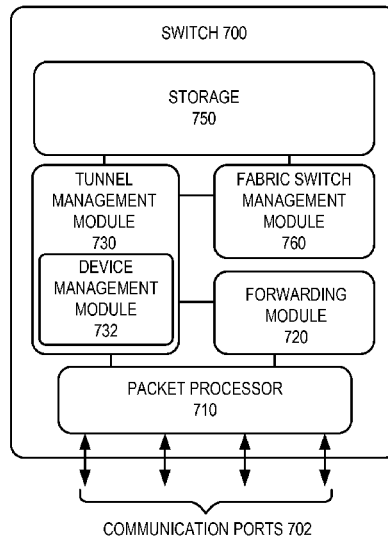 SWITCH 700
STORAGE
750
TUNNEL
MANAGEMENT
MODULE
730
FABRIC SWITCH
MANAGEMENT
MODULE
760
DEVICE
MANAGEMENT
MODULE
732
FORWARDING
MODULE
720
PACKET PROCESSOR
710
COMMUNICATION PORTS 702